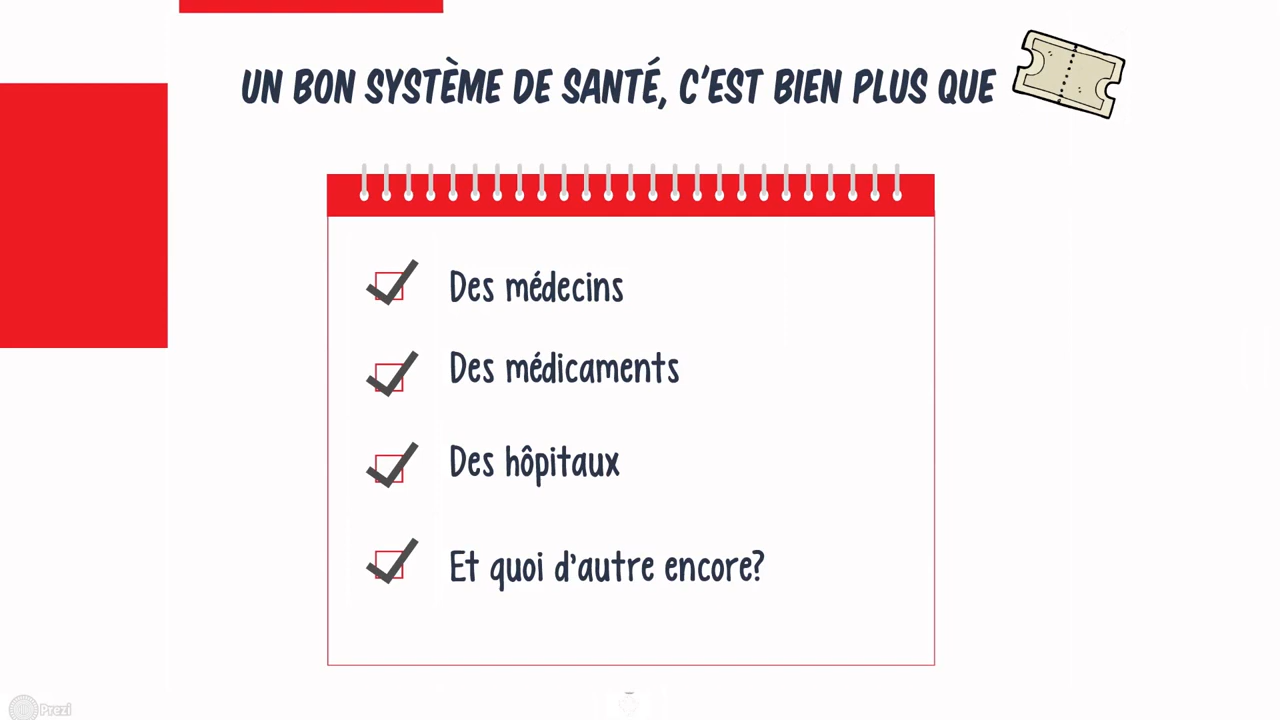 UN BON SYSTÈME DE SANTÉ, C'EST BIEN PLUS QUE
Des médecins
Des médicaments
Des hôpitaux
Et quoi d'autre encore?
Prezi